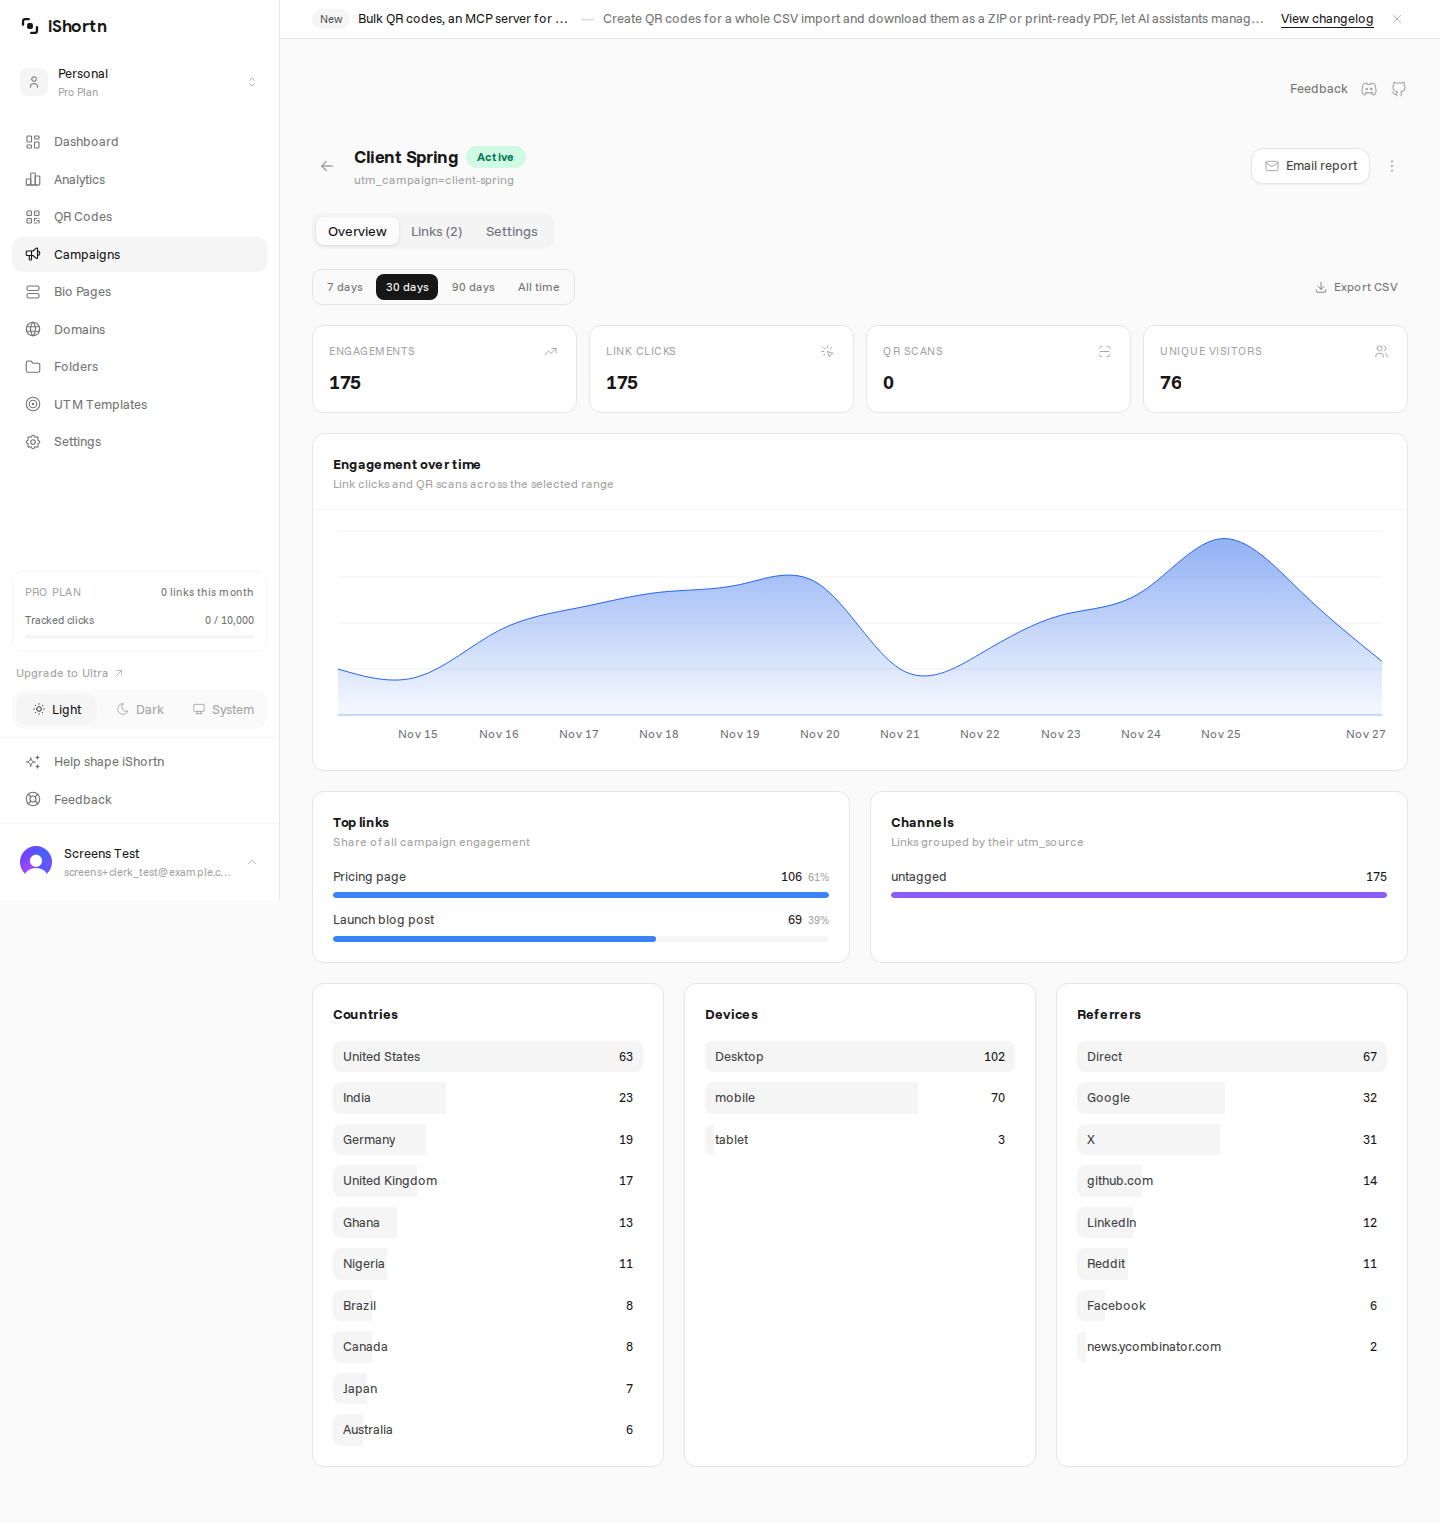 iShortn
Personal
Pro Plan
Dashboard
Analytics
QR Codes
Campaigns
Bio Pages
Domains
Folders
UTM Templates
Settings
PRO PLAN 0 links this month
Tracked clicks 0 / 10,000
Upgrade to Ultra
Light Dark System
Help shape iShortn
Feedback
Screens Test
screens+clerk_test@example.c...
New Bulk QR codes, an MCP server for ... — Create QR codes for a whole CSV import and download them as a ZIP or print-ready PDF, let AI assistants manag... View changelog
Feedback
Client Spring Active
utm_campaign=client-spring
Email report
Overview Links (2) Settings
7 days 30 days 90 days All time
Export CSV
ENGAGEMENTS
175
LINK CLICKS
175
QR SCANS
0
UNIQUE VISITORS
76
Engagement over time
Link clicks and QR scans across the selected range
Nov 15 Nov 16 Nov 17 Nov 18 Nov 19 Nov 20 Nov 21 Nov 22 Nov 23 Nov 24 Nov 25 Nov 27
Top links
Share of all campaign engagement
Pricing page 106 61%
Launch blog post 69 39%
Channels
Links grouped by their utm_source
untagged 175
Countries
United States 63
India 23
Germany 19
United Kingdom 17
Ghana 13
Nigeria 11
Brazil 8
Canada 8
Japan 7
Australia 6
Devices
Desktop 102
mobile 70
tablet 3
Referrers
Direct 67
Google 32
X 31
github.com 14
LinkedIn 12
Reddit 11
Facebook 6
news.ycombinator.com 2